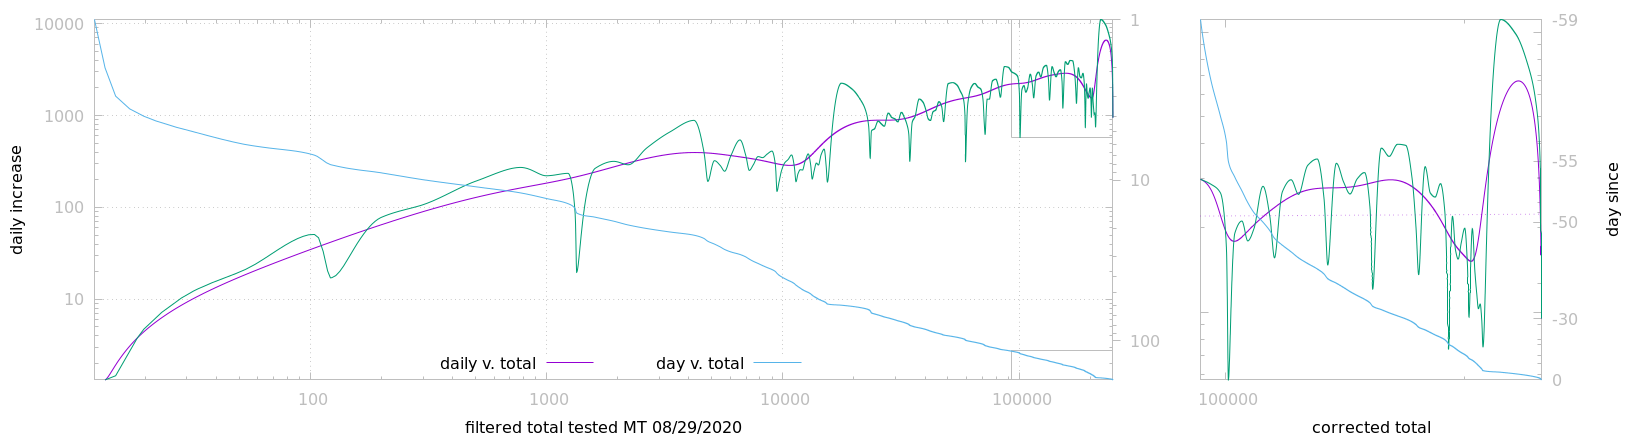 10000
1000
100
10
daily increase
1
10
100
daily v. total
day v. total
100
1000
10000
100000
filtered total tested MT 08/29/2020
-59
-55
-50
-30
0
day since
100000
corrected total